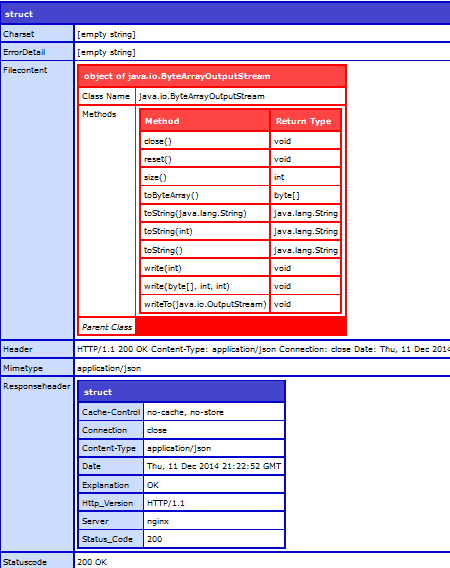 struct
Charset [empty string]
ErrorDetail [empty string]
Filecontent
object of java.io.ByteArrayOutputStream
Class Name java.io.ByteArrayOutputStream
Methods
Method Return Type
close() void
reset() void
size() int
toByteArray() byte[]
toString(java.lang.String) java.lang.String
toString(int) java.lang.String
toString() java.lang.String
write(int) void
write(byte[], int, int) void
writeTo(java.io.OutputStream) void
Parent Class
Header HTTP/1.1 200 OK Content-Type: application/json Connection: close Date: Thu, 11 Dec 2014
Mimetype application/json
Responseheader
struct
Cache-Control no-cache, no-store
Connection close
Content-Type application/json
Date Thu, 11 Dec 2014 21:22:52 GMT
Explanation OK
Http_Version HTTP/1.1
Server nginx
Status_Code 200
Statuscode 200 OK